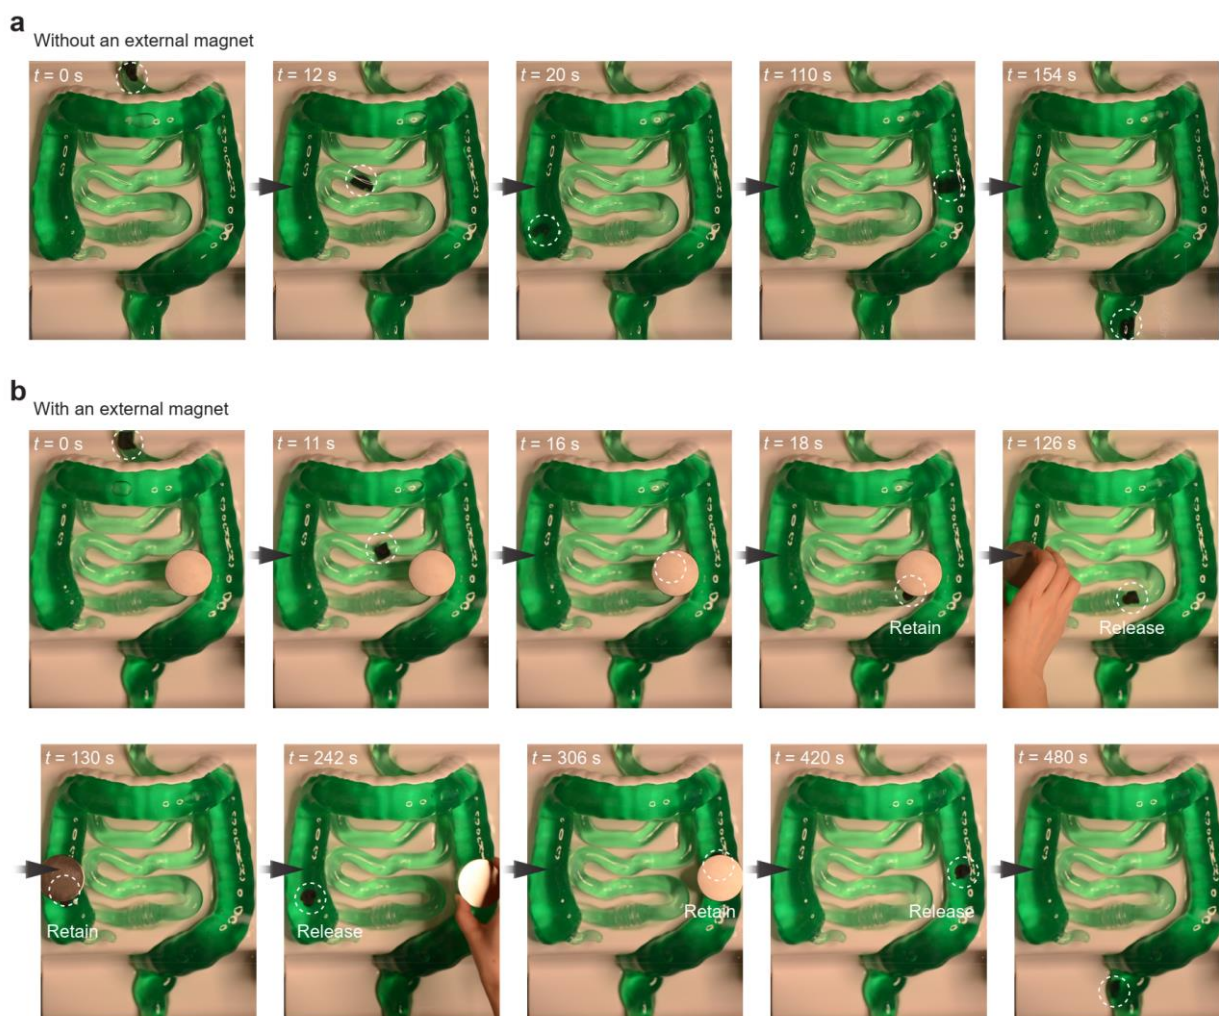 a
Without an external magnet
t = 0 s
t = 12 s
t = 20 s
t = 110 s
t = 154 s
b
With an external magnet
t = 0 s
t = 11 s
t = 16 s
t = 18 s
t = 126 s
Retain
Release
t = 130 s
t = 242 s
t = 306 s
t = 420 s
t = 480 s
Retain
Release
Retain
Release